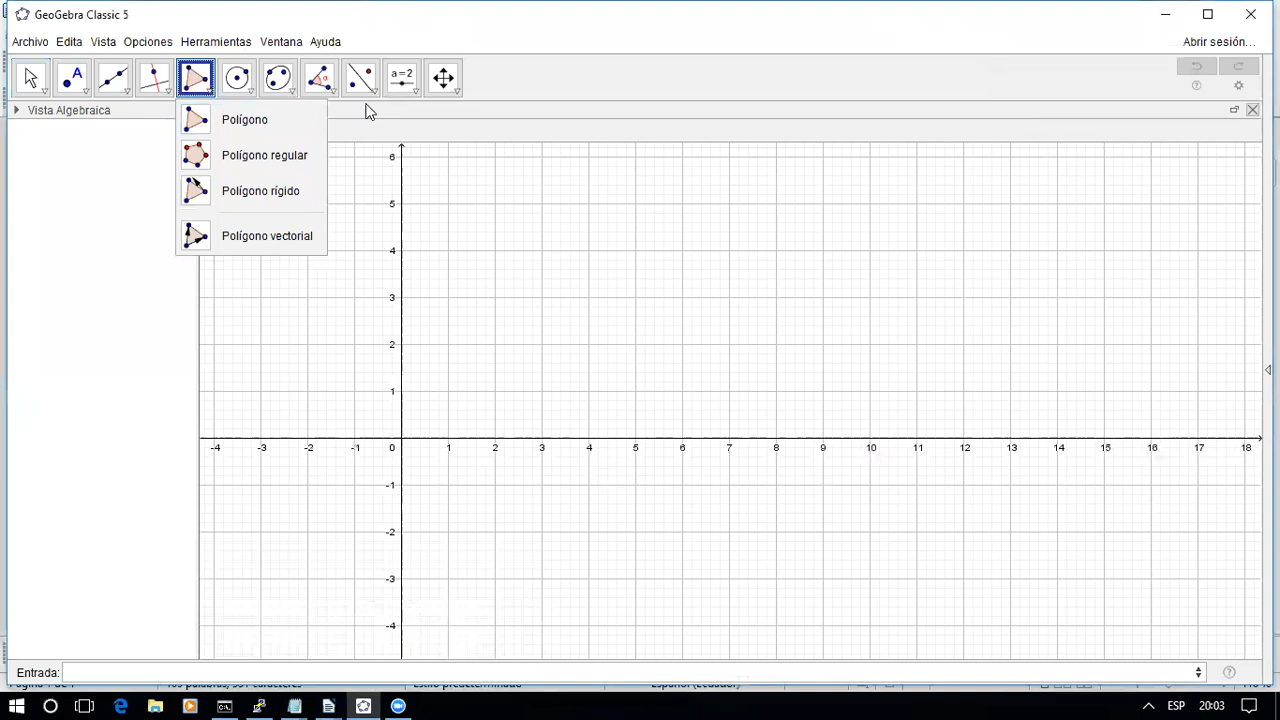 GeoGebra Classic 5
Archivo Edita Vista Opciones Herramientas Ventana Ayuda Abrir sesión...
A α a=2
Vista Algebraica
Polígono
Polígono regular
Polígono rígido
Polígono vectorial
6
5
4
3
2
1
-4 -3 -2 -1 0 1 2 3 4 5 6 7 8 9 10 11 12 13 14 15 16 17 18
-1
-2
-3
-4
Entrada:
ESP 20:03